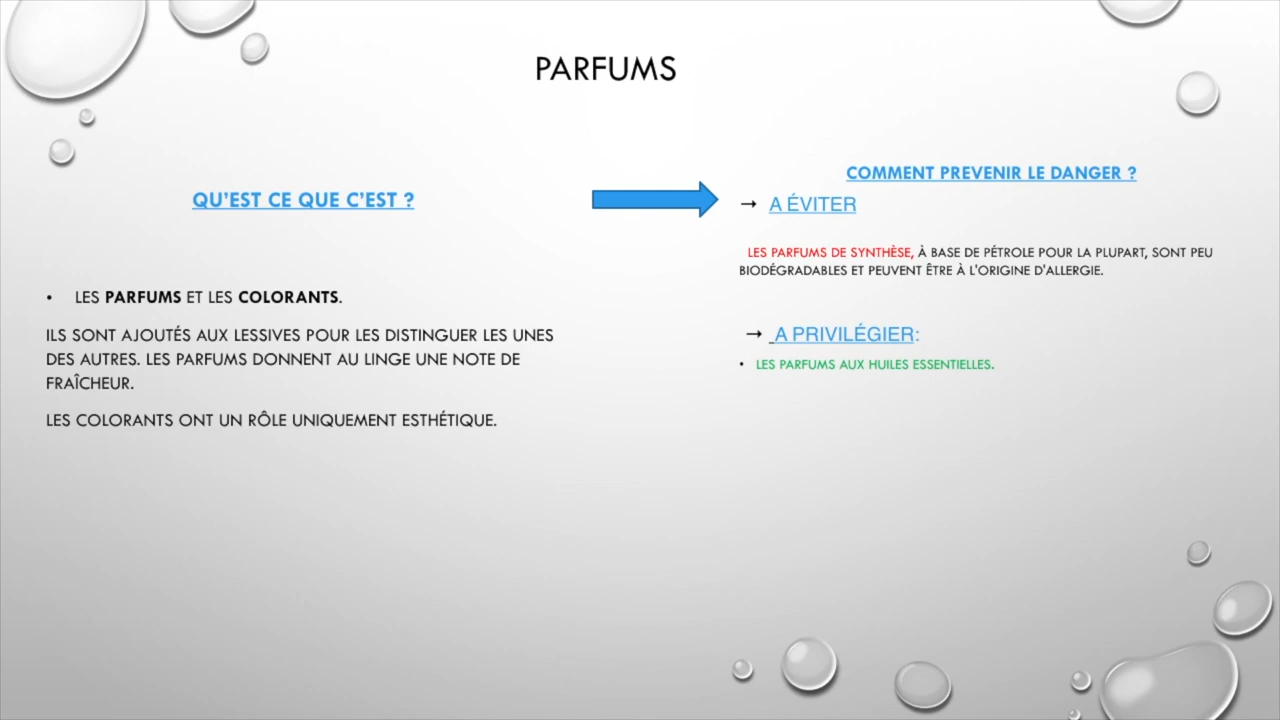 PARFUMS
QU'EST CE QUE C'EST ?
• LES PARFUMS ET LES COLORANTS.
ILS SONT AJOUTÉS AUX LESSIVES POUR LES DISTINGUER LES UNES
DES AUTRES. LES PARFUMS DONNENT AU LINGE UNE NOTE DE
FRAÎCHEUR.
LES COLORANTS ONT UN RÔLE UNIQUEMENT ESTHÉTIQUE.
COMMENT PREVENIR LE DANGER ?
→ A ÉVITER
LES PARFUMS DE SYNTHÈSE, À BASE DE PÉTROLE POUR LA PLUPART, SONT PEU
BIODÉGRADABLES ET PEUVENT ÊTRE À L'ORIGINE D'ALLERGIE.
→ A PRIVILÉGIER:
• LES PARFUMS AUX HUILES ESSENTIELLES.